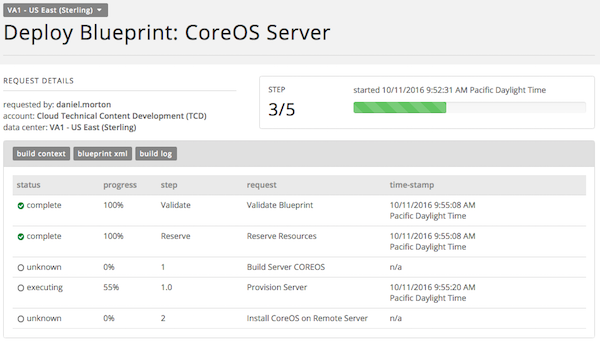 VA1 - US East (Sterling)
Deploy Blueprint: CoreOS Server
REQUEST DETAILS
requested by: daniel.morton
account: Cloud Technical Content Development (TCD)
data center: VA1 - US East (Sterling)
STEP
3/5
started 10/11/2016 9:52:31 AM Pacific Daylight Time
build context blueprint xml build log
status progress step request time-stamp
complete 100% Validate Validate Blueprint 10/11/2016 9:55:08 AM
Pacific Daylight Time
complete 100% Reserve Reserve Resources 10/11/2016 9:55:08 AM
Pacific Daylight Time
unknown 0% 1 Build Server COREOS n/a
executing 55% 1.0 Provision Server 10/11/2016 9:55:20 AM
Pacific Daylight Time
unknown 0% 2 Install CoreOS on Remote Server n/a